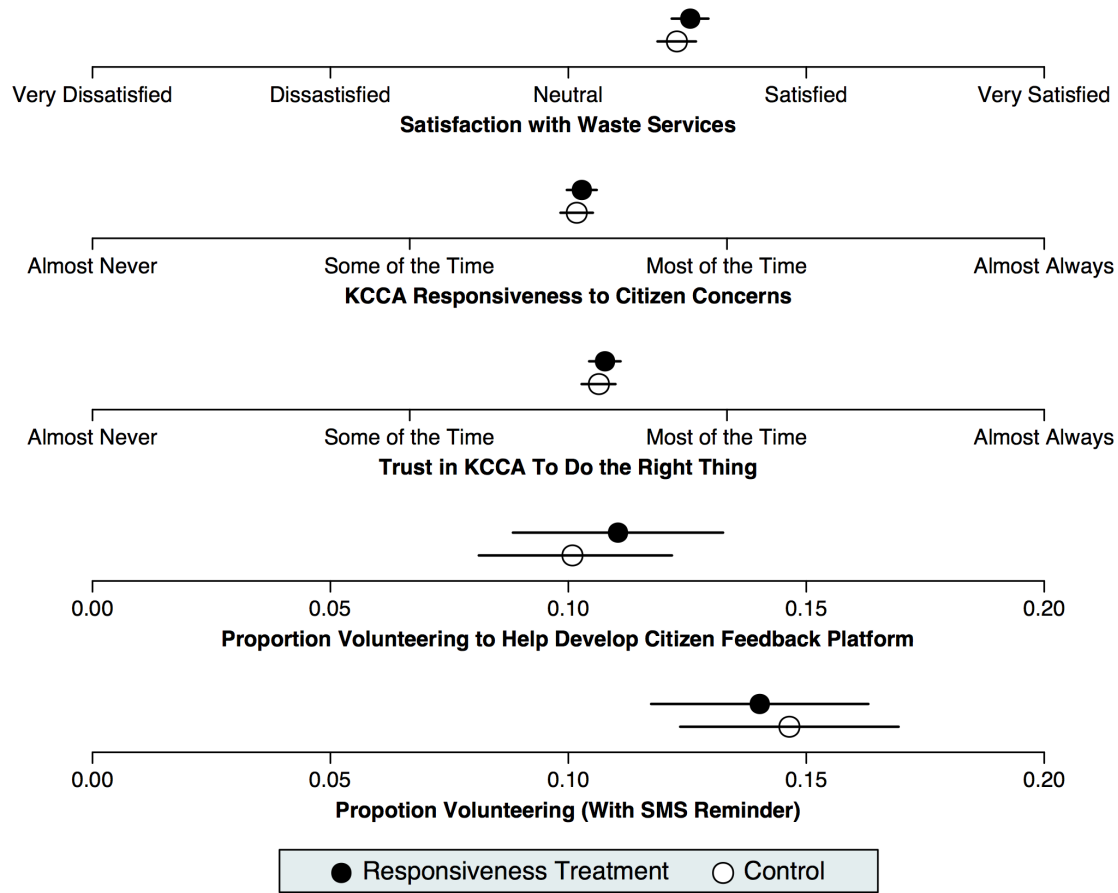 Very Dissatisfied Dissastisfied Neutral Satisfied Very Satisfied
Satisfaction with Waste Services
Almost Never Some of the Time Most of the Time Almost Always
KCCA Responsiveness to Citizen Concerns
Almost Never Some of the Time Most of the Time Almost Always
Trust in KCCA To Do the Right Thing
0.00 0.05 0.10 0.15 0.20
Proportion Volunteering to Help Develop Citizen Feedback Platform
0.00 0.05 0.10 0.15 0.20
Propotion Volunteering (With SMS Reminder)
Responsiveness Treatment Control